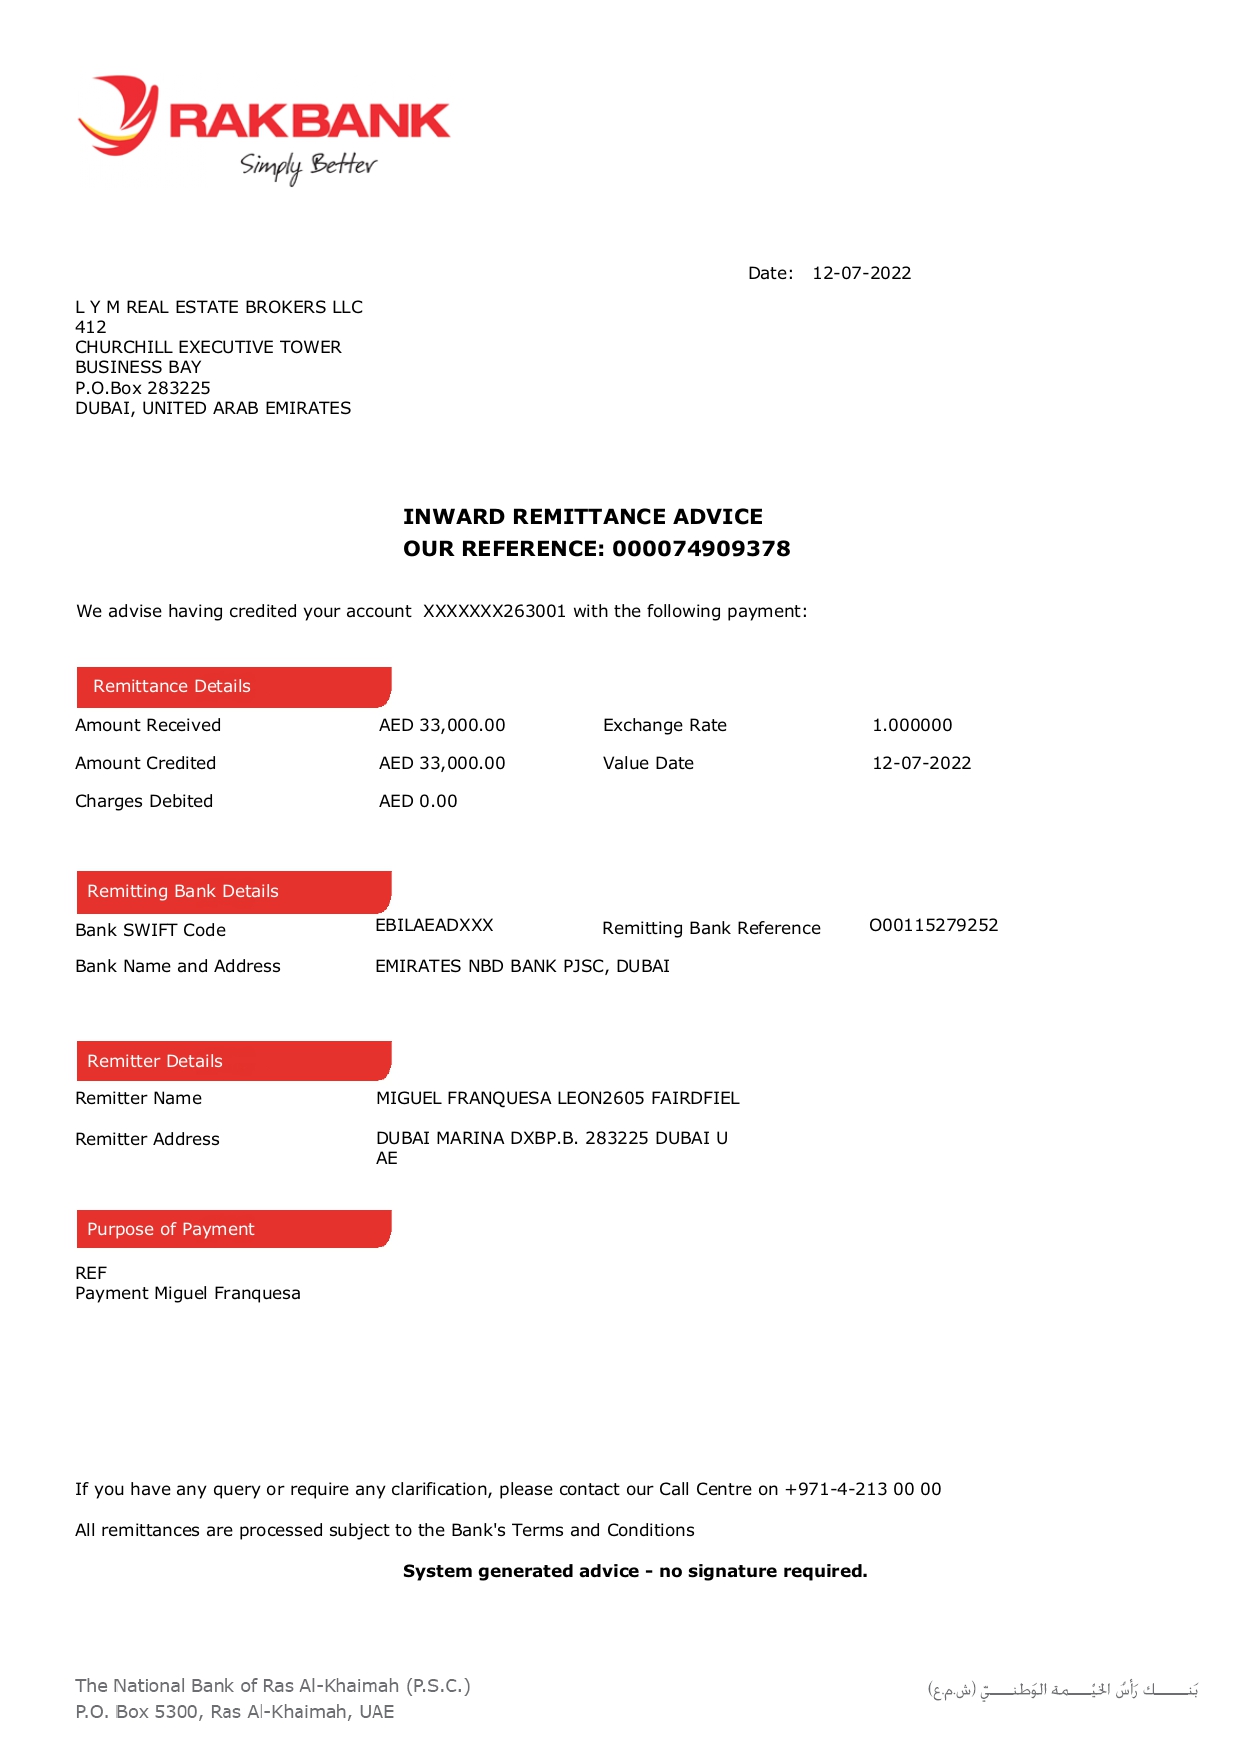 RAKBANK
Simply Better
Date: 12-07-2022
L Y M REAL ESTATE BROKERS LLC
412
CHURCHILL EXECUTIVE TOWER
BUSINESS BAY
P.O.Box 283225
DUBAI, UNITED ARAB EMIRATES
INWARD REMITTANCE ADVICE
OUR REFERENCE: 000074909378
We advise having credited your account XXXXXXX263001 with the following payment:
Remittance Details
Amount Received AED 33,000.00 Exchange Rate 1.000000
Amount Credited AED 33,000.00 Value Date 12-07-2022
Charges Debited AED 0.00
Remitting Bank Details
Bank SWIFT Code EBILAEADXXX Remitting Bank Reference O00115279252
Bank Name and Address EMIRATES NBD BANK PJSC, DUBAI
Remitter Details
Remitter Name MIGUEL FRANQUESA LEON2605 FAIRDFIEL
Remitter Address DUBAI MARINA DXBP.B. 283225 DUBAI U
AE
Purpose of Payment
REF
Payment Miguel Franquesa
If you have any query or require any clarification, please contact our Call Centre on +971-4-213 00 00
All remittances are processed subject to the Bank's Terms and Conditions
System generated advice - no signature required.
The National Bank of Ras Al-Khaimah (P.S.C.)
بَنـــــك رَأسُ الخَيْـــــمة الوَطنـــــيّ (ش.م.ع)
P.O. Box 5300, Ras Al-Khaimah, UAE